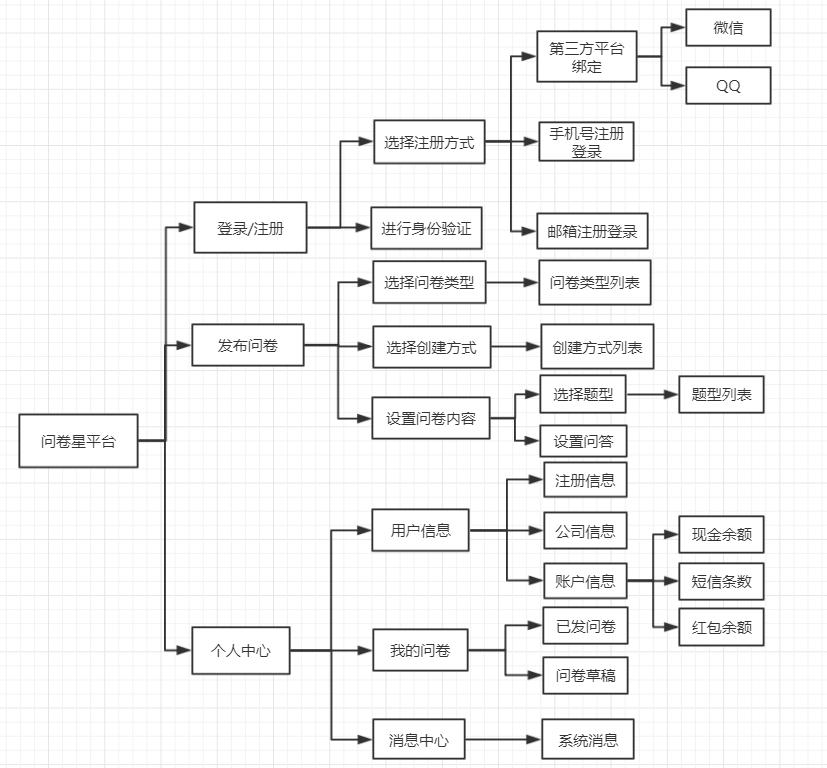 微信
第三方平台
绑定
QQ
手机号注册
登录
选择注册方式
登录/注册
进行身份验证
邮箱注册登录
选择问卷类型
问卷类型列表
发布问卷
选择创建方式
创建方式列表
选择题型
题型列表
设置问卷内容
设置问答
问卷星平台
注册信息
用户信息
公司信息
现金余额
账户信息
短信条数
红包余额
已发问卷
个人中心
我的问卷
问卷草稿
消息中心
系统消息